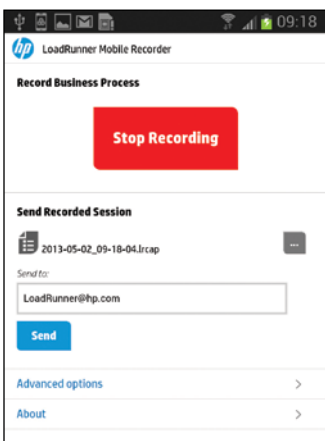 09:18
hp LoadRunner Mobile Recorder
Record Business Process
Stop Recording
Send Recorded Session
2013-05-02_09-18-04.lrcap
...
Send to:
LoadRunner@hp.com
Send
Advanced options
About